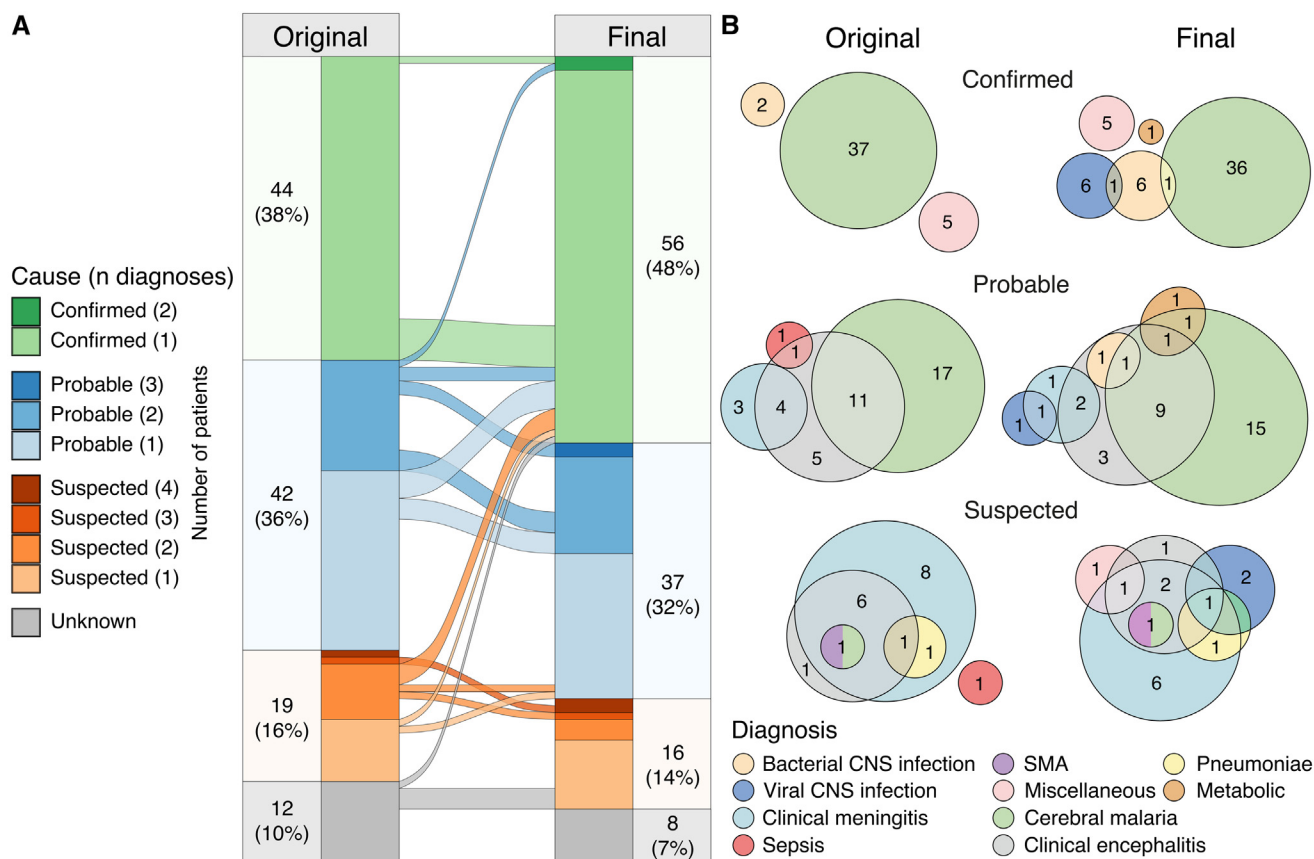 A
Original
Final
44
(38%)
42
(36%)
19
(16%)
12
(10%)
56
(48%)
37
(32%)
16
(14%)
8
(7%)
Cause (n diagnoses)
Confirmed (2)
Confirmed (1)
Probable (3)
Probable (2)
Probable (1)
Suspected (4)
Suspected (3)
Suspected (2)
Suspected (1)
Unknown
Number of patients
B
Original
Final
Confirmed
2
37
5
5
1
6
1
6
1
36
Probable
1
1
3
4
11
17
5
1
1
1
1
1
1
1
1
2
9
15
3
Suspected
8
6
1
1
1
1
1
1
1
1
2
2
1
1
1
6
Diagnosis
Bacterial CNS infection
Viral CNS infection
Clinical meningitis
Sepsis
SMA
Miscellaneous
Cerebral malaria
Clinical encephalitis
Pneumoniae
Metabolic